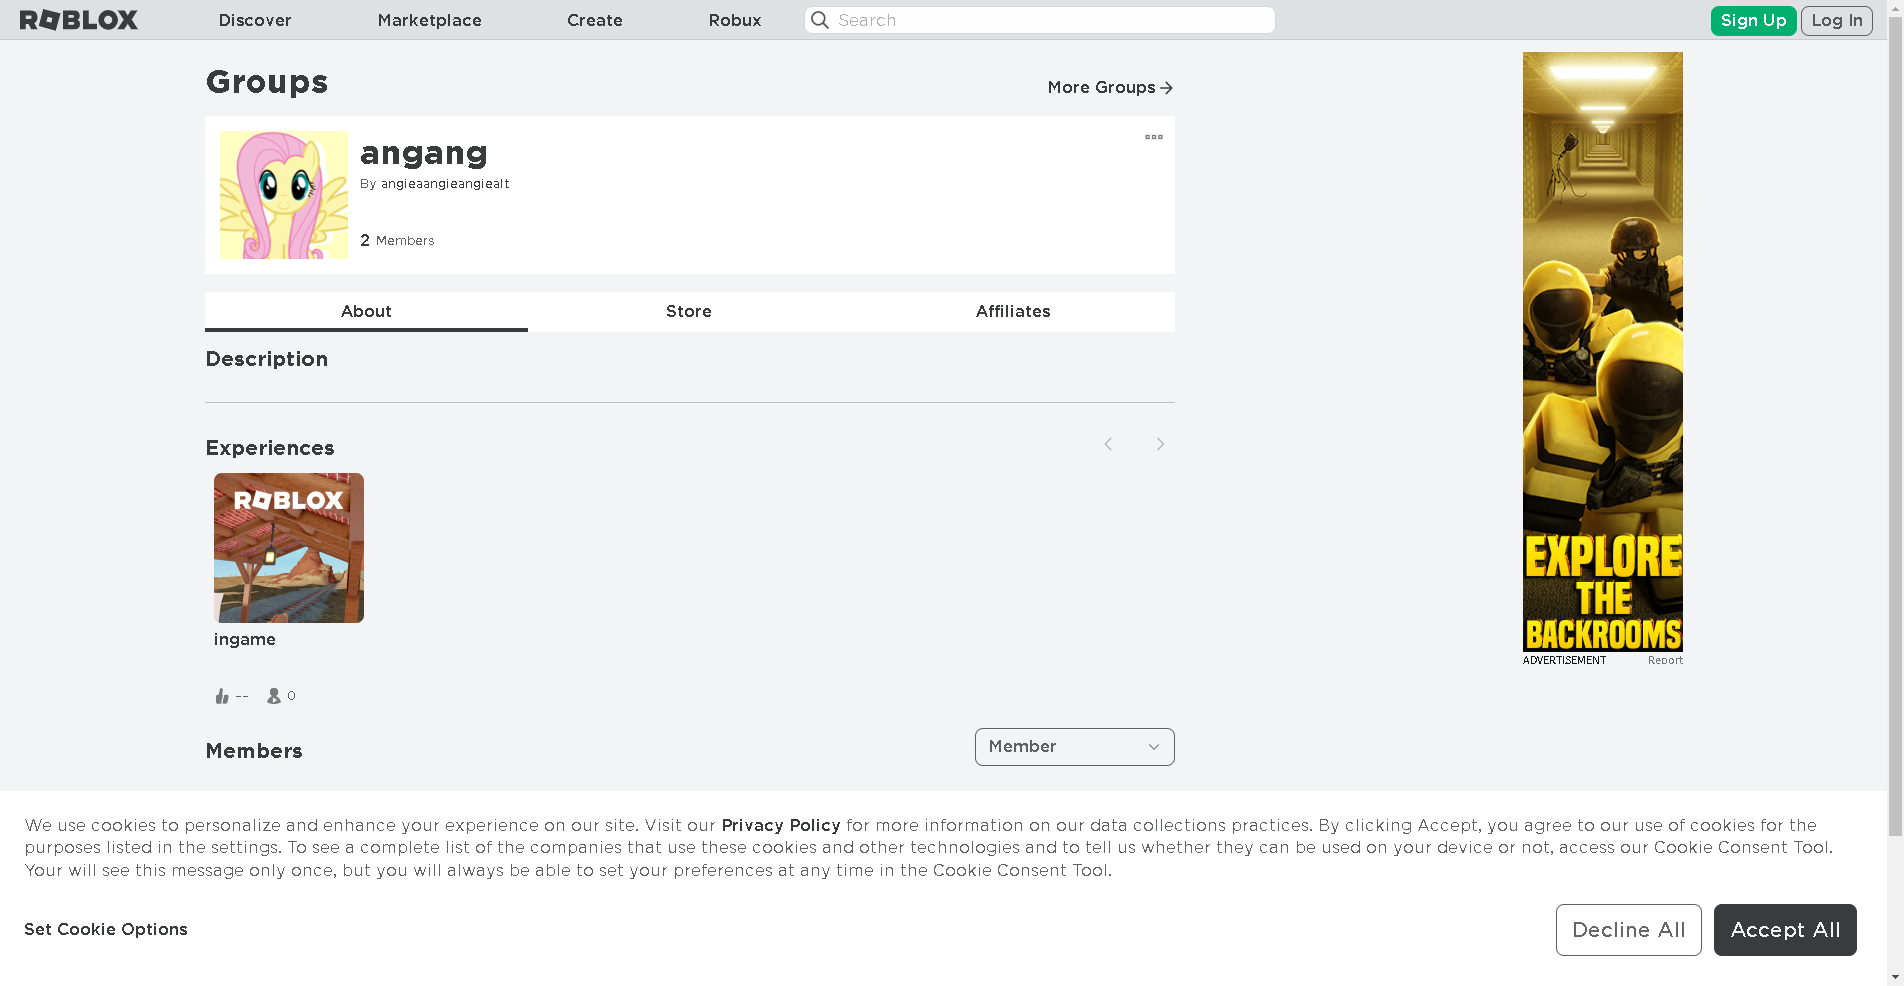 ROBLOX
Discover
Marketplace
Create
Robux
Search
Sign Up
Log In
Groups
More Groups
angang
By angieaangieangiealt
2 Members
About
Store
Affiliates
Description
Experiences
ROBLOX
ingame
--
0
EXPLORE
THE
BACKROOMS
ADVERTISEMENT
Report
Members
Member
We use cookies to personalize and enhance your experience on our site. Visit our Privacy Policy for more information on our data collections practices. By clicking Accept, you agree to our use of cookies for the
purposes listed in the settings. To see a complete list of the companies that use these cookies and other technologies and to tell us whether they can be used on your device or not, access our Cookie Consent Tool.
Your will see this message only once, but you will always be able to set your preferences at any time in the Cookie Consent Tool.
Set Cookie Options
Decline All
Accept All